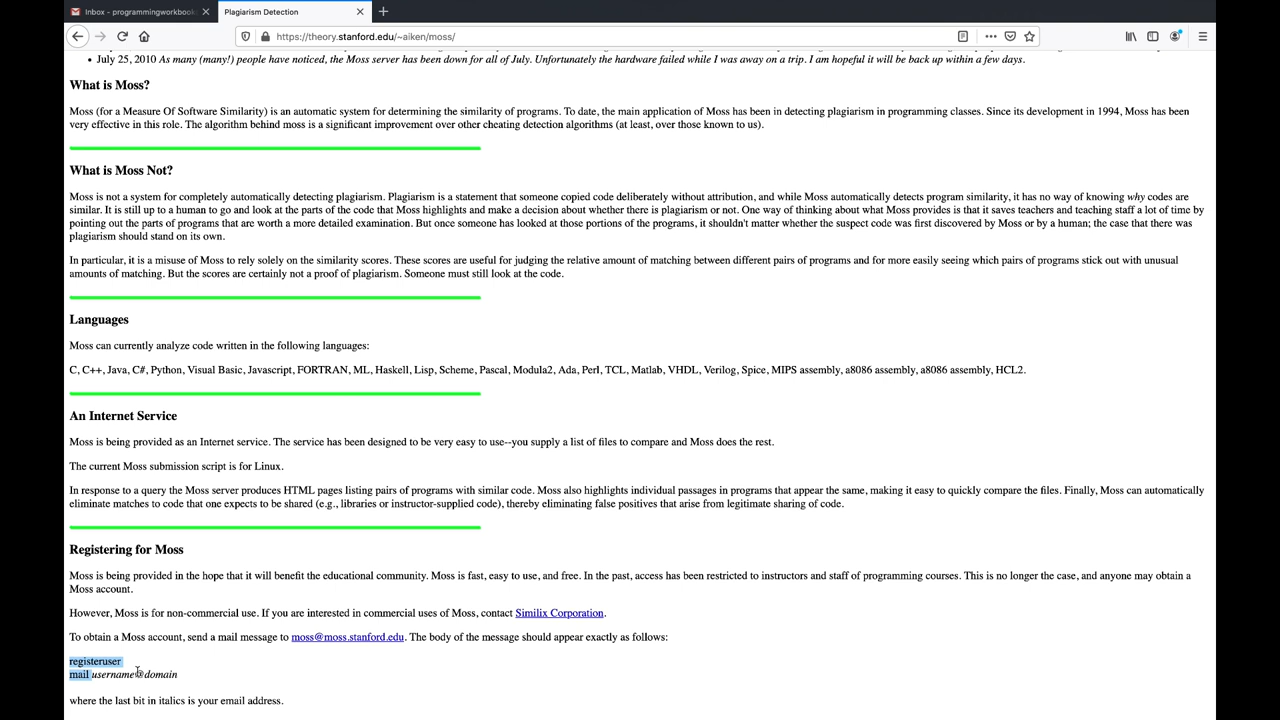 Inbox - programmingworkbook
Plagiarism Detection
https://theory.stanford.edu/~aiken/moss/
• July 25, 2010 As many (many!) people have noticed, the Moss server has been down for all of July. Unfortunately the hardware failed while I was away on a trip. I am hopeful it will be back up within a few days.
What is Moss?
Moss (for a Measure Of Software Similarity) is an automatic system for determining the similarity of programs. To date, the main application of Moss has been in detecting plagiarism in programming classes. Since its development in 1994, Moss has been
very effective in this role. The algorithm behind moss is a significant improvement over other cheating detection algorithms (at least, over those known to us).
What is Moss Not?
Moss is not a system for completely automatically detecting plagiarism. Plagiarism is a statement that someone copied code deliberately without attribution, and while Moss automatically detects program similarity, it has no way of knowing why codes are
similar. It is still up to a human to go and look at the parts of the code that Moss highlights and make a decision about whether there is plagiarism or not. One way of thinking about what Moss provides is that it saves teachers and teaching staff a lot of time by
pointing out the parts of programs that are worth a more detailed examination. But once someone has looked at those portions of the programs, it shouldn't matter whether the suspect code was first discovered by Moss or by a human; the case that there was
plagiarism should stand on its own.
In particular, it is a misuse of Moss to rely solely on the similarity scores. These scores are useful for judging the relative amount of matching between different pairs of programs and for more easily seeing which pairs of programs stick out with unusual
amounts of matching. But the scores are certainly not a proof of plagiarism. Someone must still look at the code.
Languages
Moss can currently analyze code written in the following languages:
C, C++, Java, C#, Python, Visual Basic, Javascript, FORTRAN, ML, Haskell, Lisp, Scheme, Pascal, Modula2, Ada, Perl, TCL, Matlab, VHDL, Verilog, Spice, MIPS assembly, a8086 assembly, a8086 assembly, HCL2.
An Internet Service
Moss is being provided as an Internet service. The service has been designed to be very easy to use--you supply a list of files to compare and Moss does the rest.
The current Moss submission script is for Linux.
In response to a query the Moss server produces HTML pages listing pairs of programs with similar code. Moss also highlights individual passages in programs that appear the same, making it easy to quickly compare the files. Finally, Moss can automatically
eliminate matches to code that one expects to be shared (e.g., libraries or instructor-supplied code), thereby eliminating false positives that arise from legitimate sharing of code.
Registering for Moss
Moss is being provided in the hope that it will benefit the educational community. Moss is fast, easy to use, and free. In the past, access has been restricted to instructors and staff of programming courses. This is no longer the case, and anyone may obtain a
Moss account.
However, Moss is for non-commercial use. If you are interested in commercial uses of Moss, contact Similix Corporation.
To obtain a Moss account, send a mail message to moss@moss.stanford.edu. The body of the message should appear exactly as follows:
registeruser
mail username@domain
where the last bit in italics is your email address.